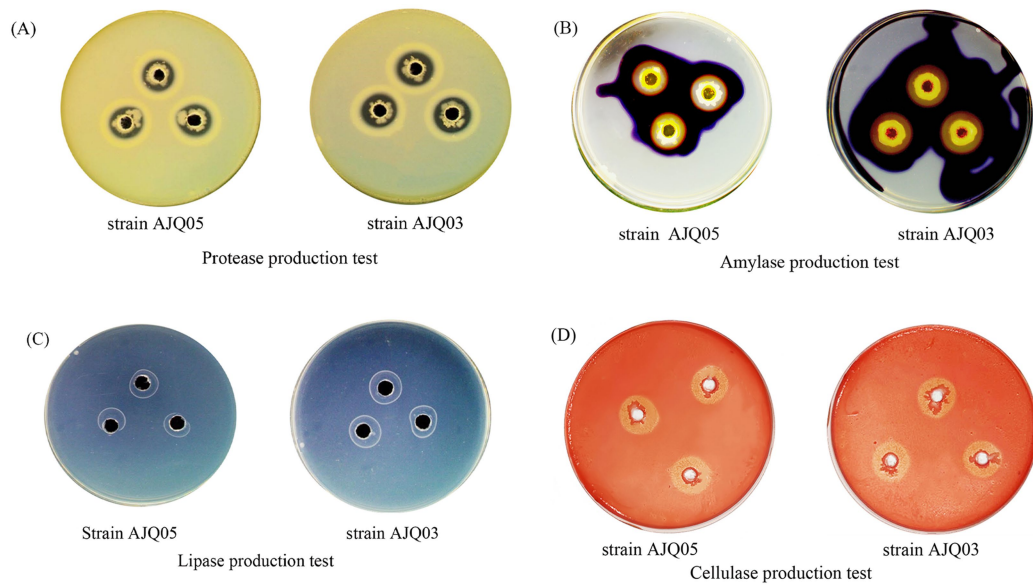 (A)
(B)
strain AJQ05
strain AJQ03
Protease production test
strain AJQ05
strain AJQ03
Amylase production test
(C)
(D)
Strain AJQ05
strain AJQ03
Lipase production test
strain AJQ05
strain AJQ03
Cellulase production test